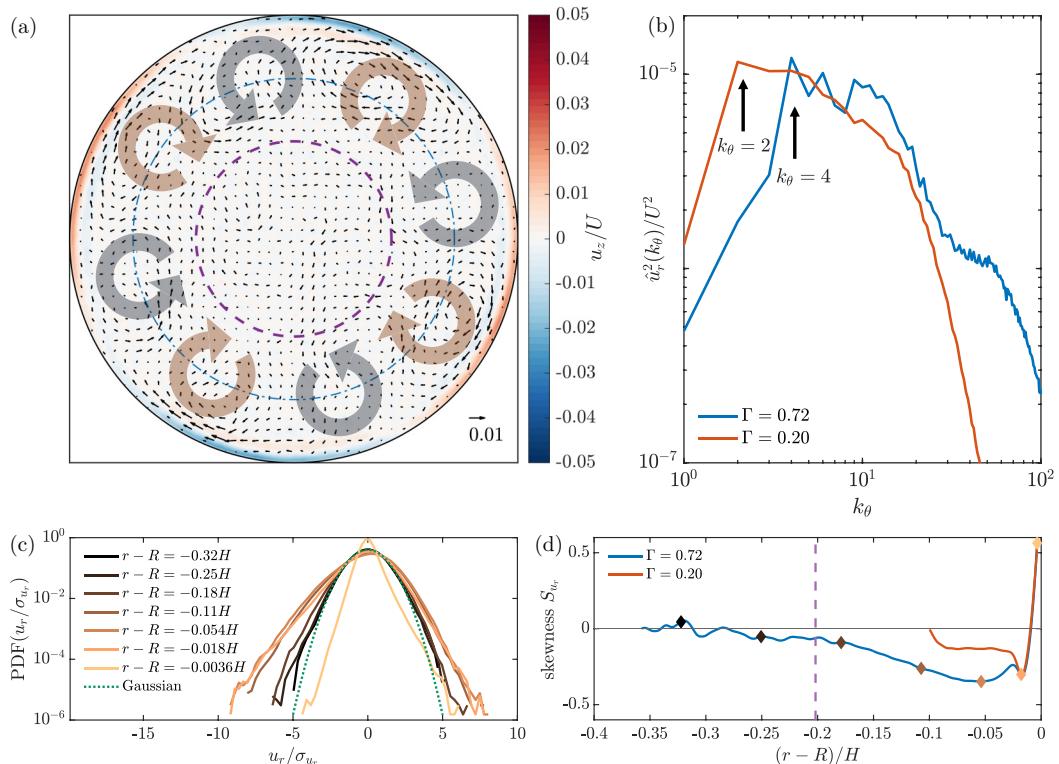 (a)
0.05
0.04
0.03
0.02
0.01
0
-0.01
-0.02
-0.03
-0.04
-0.05
u_z/U
0.01
(b)
10^-5
10^-7
û_r^2(k_θ)/U^2
k_θ = 2
k_θ = 4
Γ = 0.72
Γ = 0.20
10^0
10^1
10^2
k_θ
(c)
10^0
10^-2
10^-4
10^-6
PDF(u_r/σ_{u_r})
r − R = −0.32H
r − R = −0.25H
r − R = −0.18H
r − R = −0.11H
r − R = −0.054H
r − R = −0.018H
r − R = −0.0036H
Gaussian
-15
-10
-5
0
5
10
u_r/σ_{u_r}
(d)
0.5
0
-0.5
skewness S_{u_r}
Γ = 0.72
Γ = 0.20
-0.4
-0.35
-0.3
-0.25
-0.2
-0.15
-0.1
-0.05
0
(r − R)/H